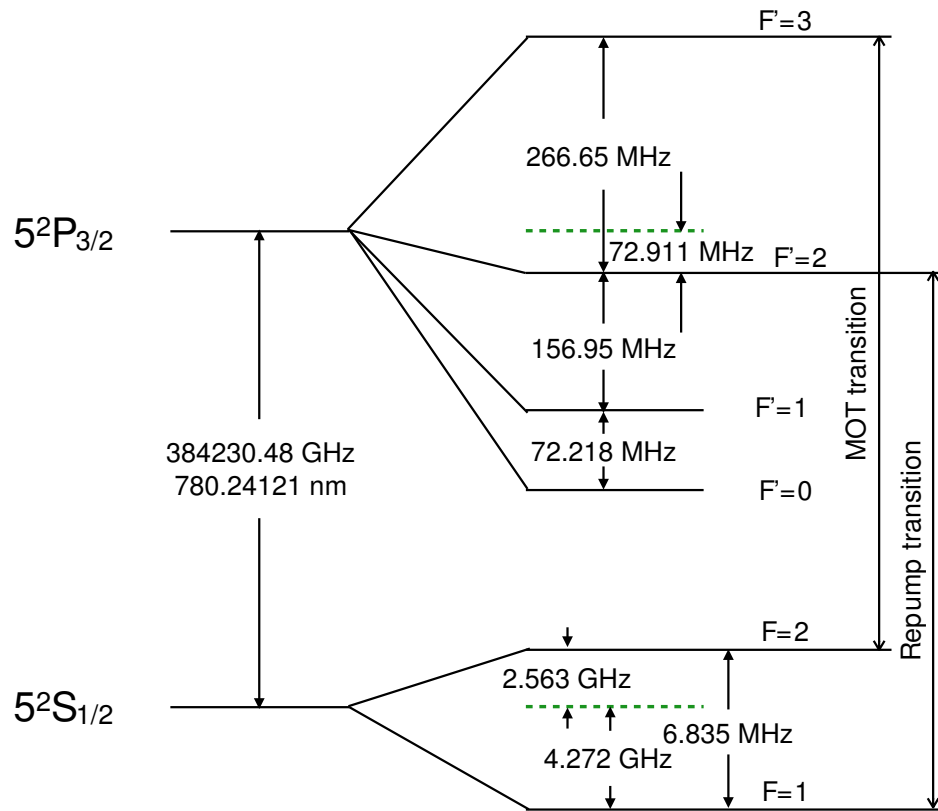 F'=3
266.65 MHz
5²P3/2
72.911 MHz
F'=2
156.95 MHz
F'=1
MOT transition
384230.48 GHz
780.24121 nm
72.218 MHz
F'=0
Repump transition
F=2
2.563 GHz
5²S1/2
6.835 MHz
4.272 GHz
F=1